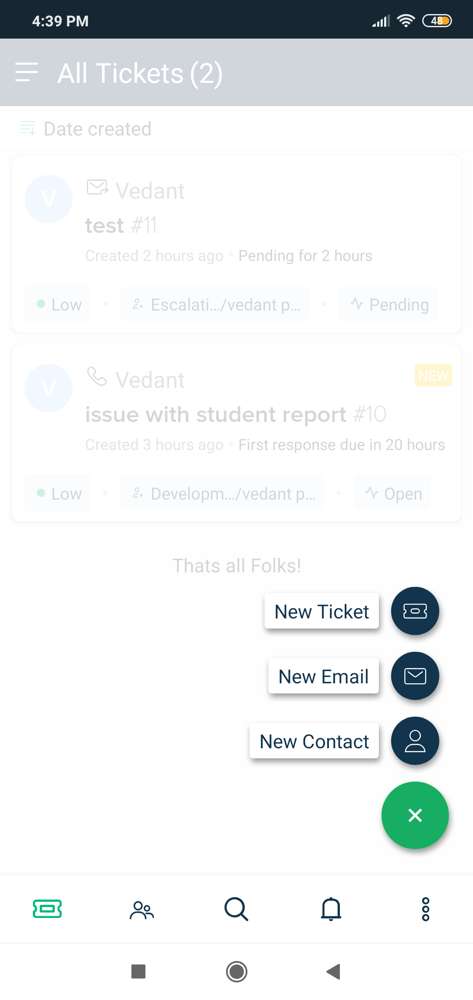 4:39 PM
48
All Tickets (2)
Date created
V
Vedant
test #11
Created 2 hours ago • Pending for 2 hours
Low • Escalati.../vedant p... • Pending
V
Vedant
NEW
issue with student report #10
Created 3 hours ago • First response due in 20 hours
Low • Developm.../vedant p... • Open
Thats all Folks!
New Ticket
New Email
New Contact